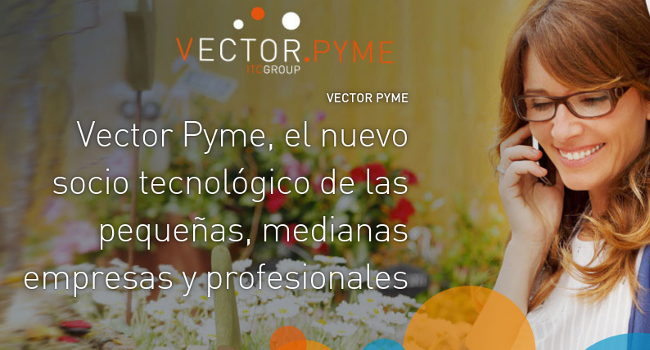 VECTOR.PYME
ITCGROUP
VECTOR PYME
Vector Pyme, el nuevo
socio tecnológico de las
pequeñas, medianas
empresas y profesionales